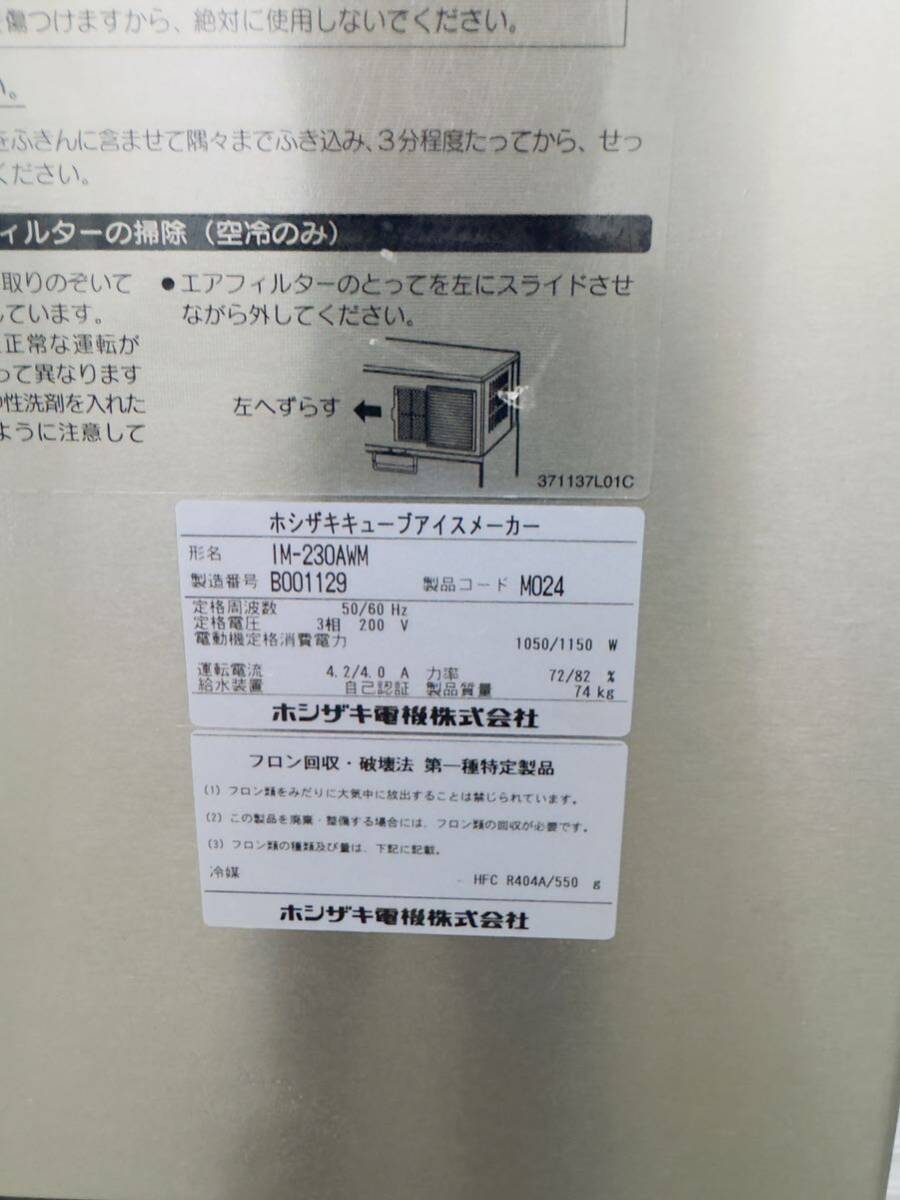 傷つけますから、絶対に使用しないでください。
い。
をふきんに含ませて隅々までふき込み、3分程度たってから、せっ
ください。
ィルターの掃除（空冷のみ）
取りのぞいて
しています。
正常な運転が
って異なります
性洗剤を入れた
ように注意して
●エアフィルターのとってを左にスライドさせ
ながら外してください。
左へずらす
371137L01C
ホシザキキューブアイスメーカー
形名 IM-230AWM
製造番号 B001129 製品コード M024
定格周波数 50/60 Hz
定格電圧 3相 200 V
電動機定格消費電力 1050/1150 W
運転電流 4.2/4.0 A 力率 72/82 %
給水装置 自己認証 製品質量 74 kg
ホシザキ電機株式会社
フロン回収・破壊法 第一種特定製品
(1) フロン類をみだりに大気中に放出することは禁じられています。
(2) この製品を廃棄・整備する場合には、フロン類の回収が必要です。
(3) フロン類の種類及び量は、下記に記載。
冷媒 HFC R404A/550 g
ホシザキ電機株式会社